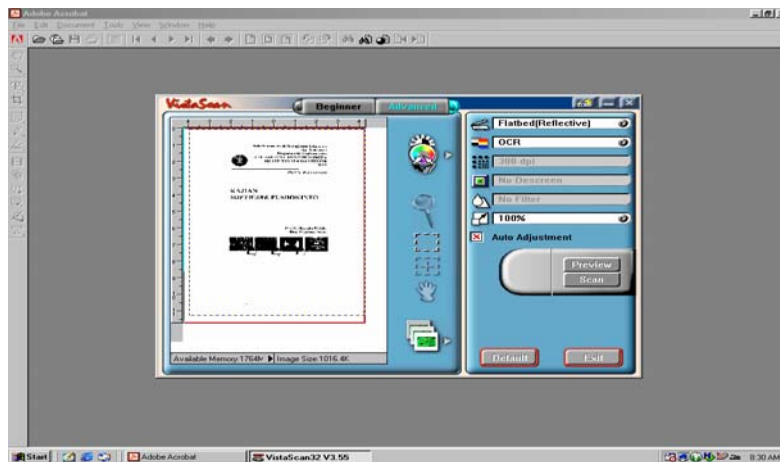 Adobe Acrobat
File Edit Document Tools View Window Help
VistaScan
Beginner
Advanced
Flatbed(Reflective)
OCR
300 dpi
No Descreen
No Filter
100%
Auto Adjustment
Preview
Scan
KAJIAN
Available Memory:1764M
Image Size:1016.4K
Default
Exit
Start
Adobe Acrobat
VistaScan32 V3.55
8:30 AM